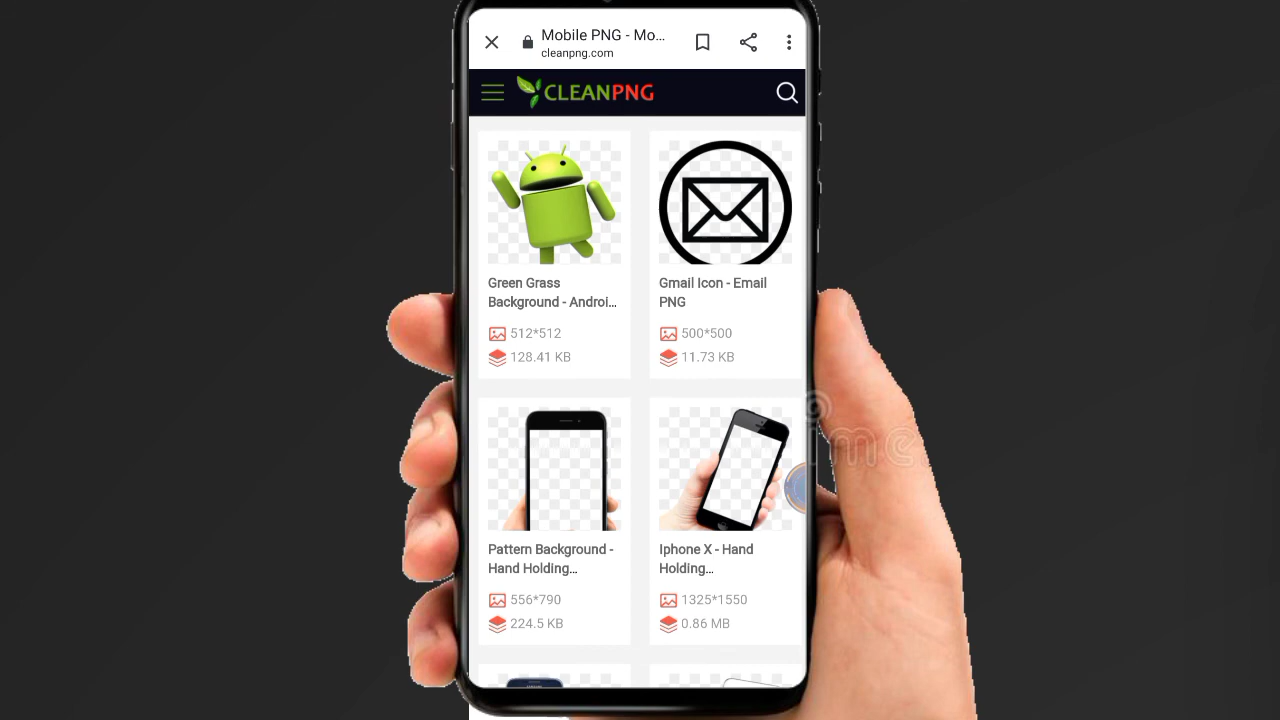 Mobile PNG - Mo...
cleanpng.com
CLEANPNG
Green Grass
Background - Androi...
512*512
128.41 KB
Gmail Icon - Email
PNG
500*500
11.73 KB
Pattern Background -
Hand Holding...
556*790
224.5 KB
Iphone X - Hand
Holding...
1325*1550
0.86 MB